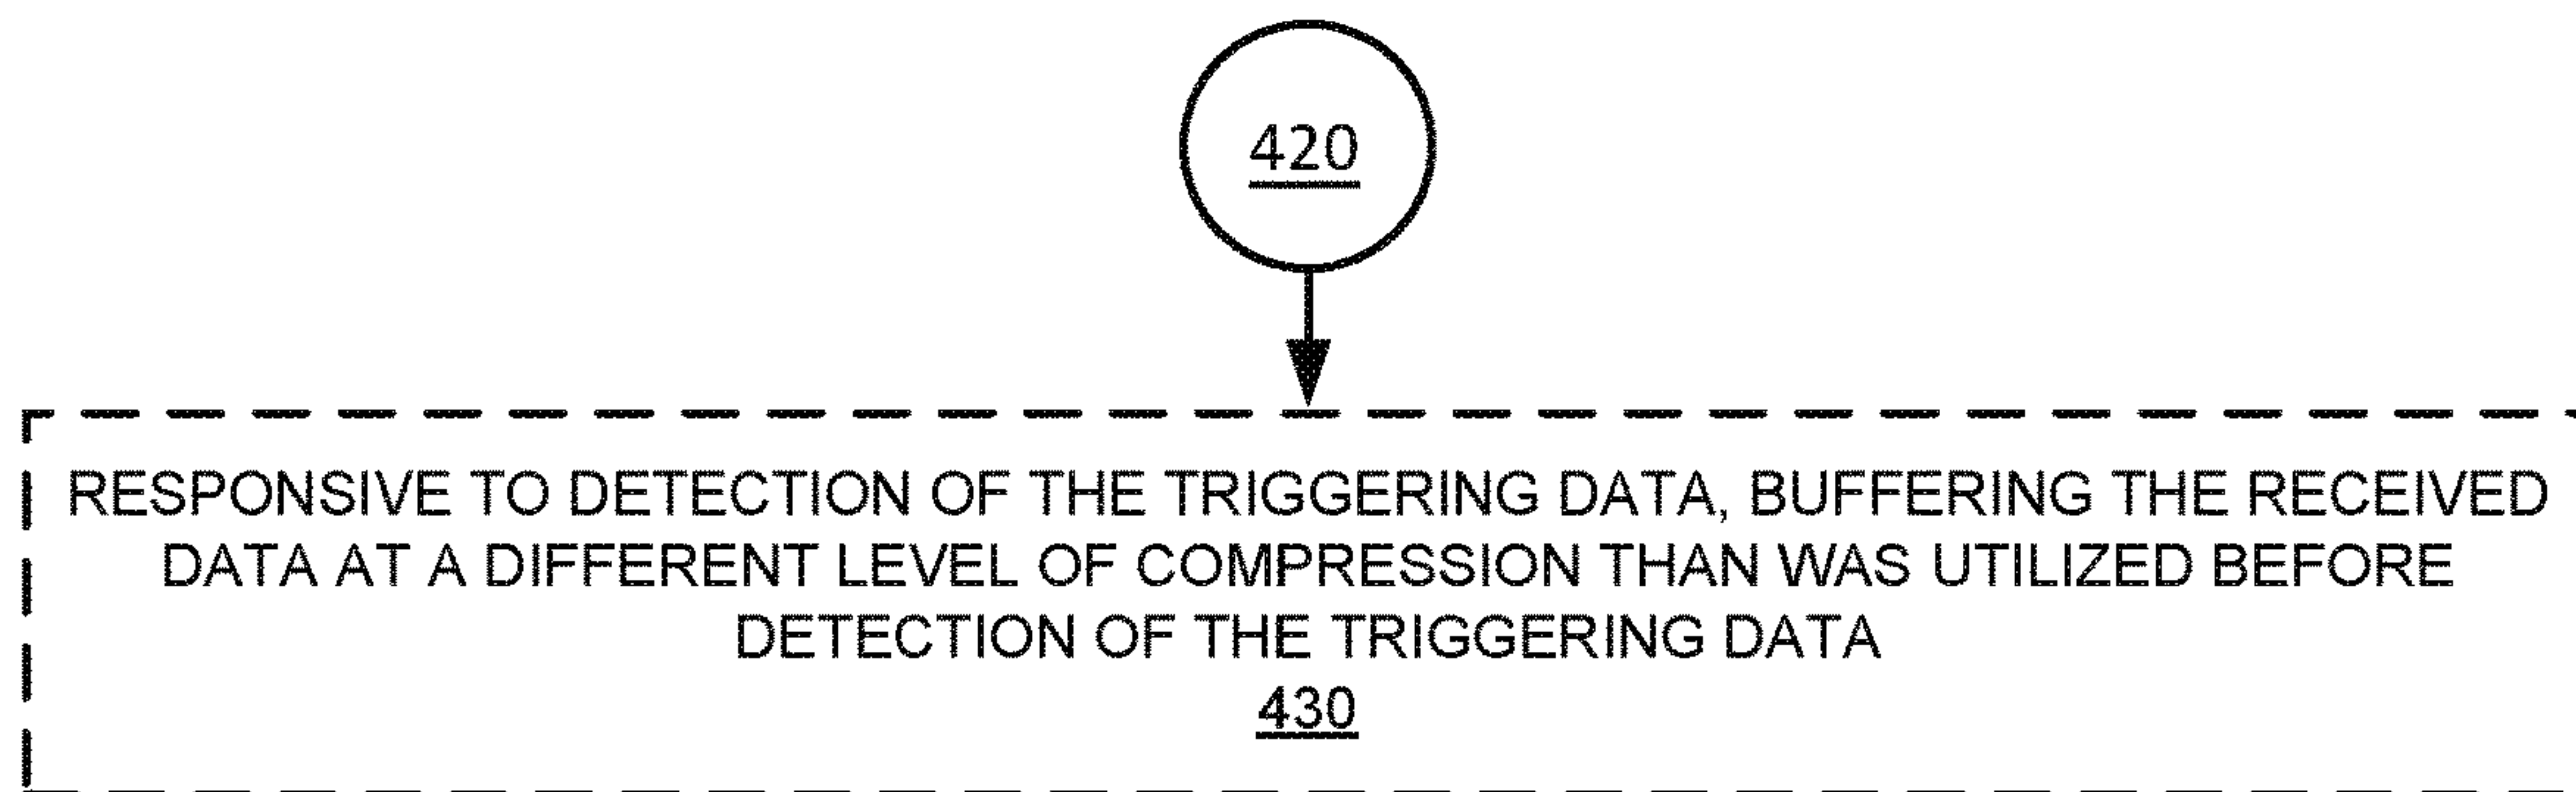 420
RESPONSIVE TO DETECTION OF THE TRIGGERING DATA, BUFFERING THE RECEIVED
DATA AT A DIFFERENT LEVEL OF COMPRESSION THAN WAS UTILIZED BEFORE
DETECTION OF THE TRIGGERING DATA
430